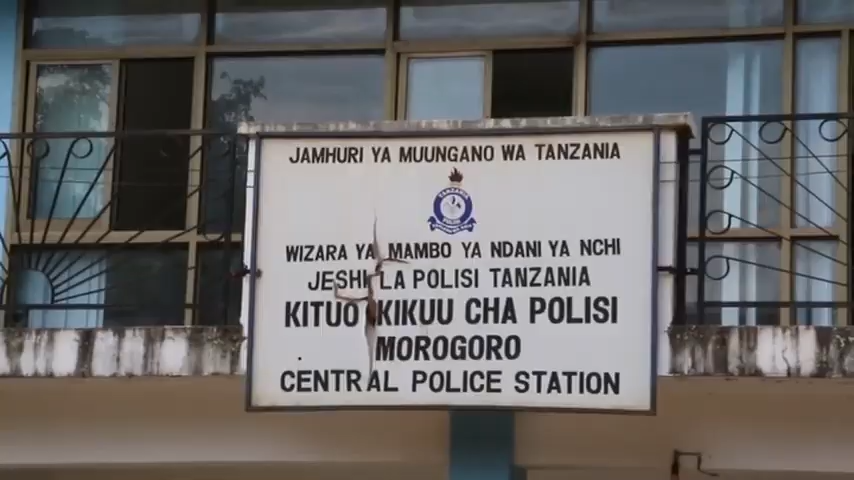 JAMHURI YA MUUNGANO WA TANZANIA
TANZANIA
WIZARA YA MAMBO YA NDANI YA NCHI
JESHI LA POLISI TANZANIA
KITUO KIKUU CHA POLISI
MOROGORO
CENTRAL POLICE STATION